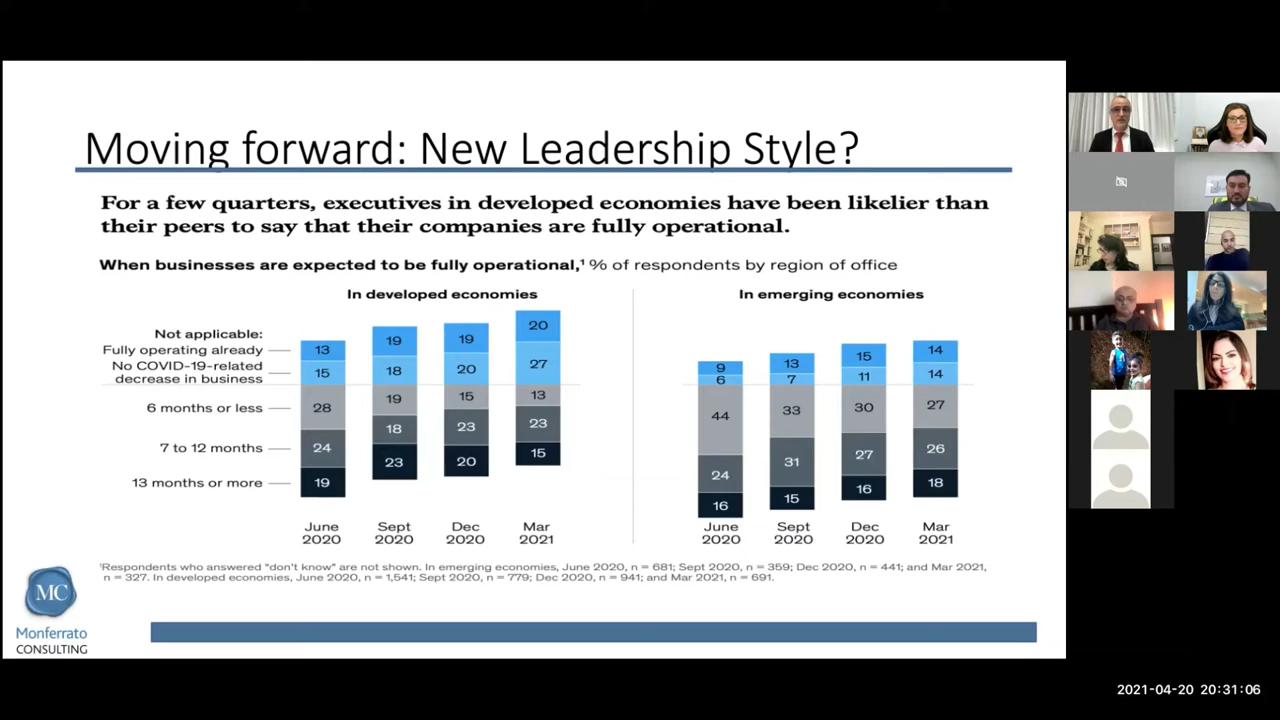 Moving forward: New Leadership Style?
For a few quarters, executives in developed economies have been likelier than
their peers to say that their companies are fully operational.
When businesses are expected to be fully operational,¹ % of respondents by region of office
In developed economies
In emerging economies
Not applicable:
Fully operating already
No COVID-19-related
decrease in business
6 months or less
7 to 12 months
13 months or more
13 19 19 20
15 18 20 27
28 19 15 13
24 18 23 23
19 23 20 15
June Sept Dec Mar
2020 2020 2020 2021
9 13 15 14
6 7 11 14
44 33 30 27
24 31 27 26
16 15 16 18
June Sept Dec Mar
2020 2020 2020 2021
¹Respondents who answered “don’t know” are not shown. In emerging economies, June 2020, n = 681; Sept 2020, n = 359; Dec 2020, n = 441; and Mar 2021,
n = 327. In developed economies, June 2020, n = 1,541; Sept 2020, n = 779; Dec 2020, n = 941; and Mar 2021, n = 691.
MC
Monferrato
CONSULTING
2021-04-20 20:31:06